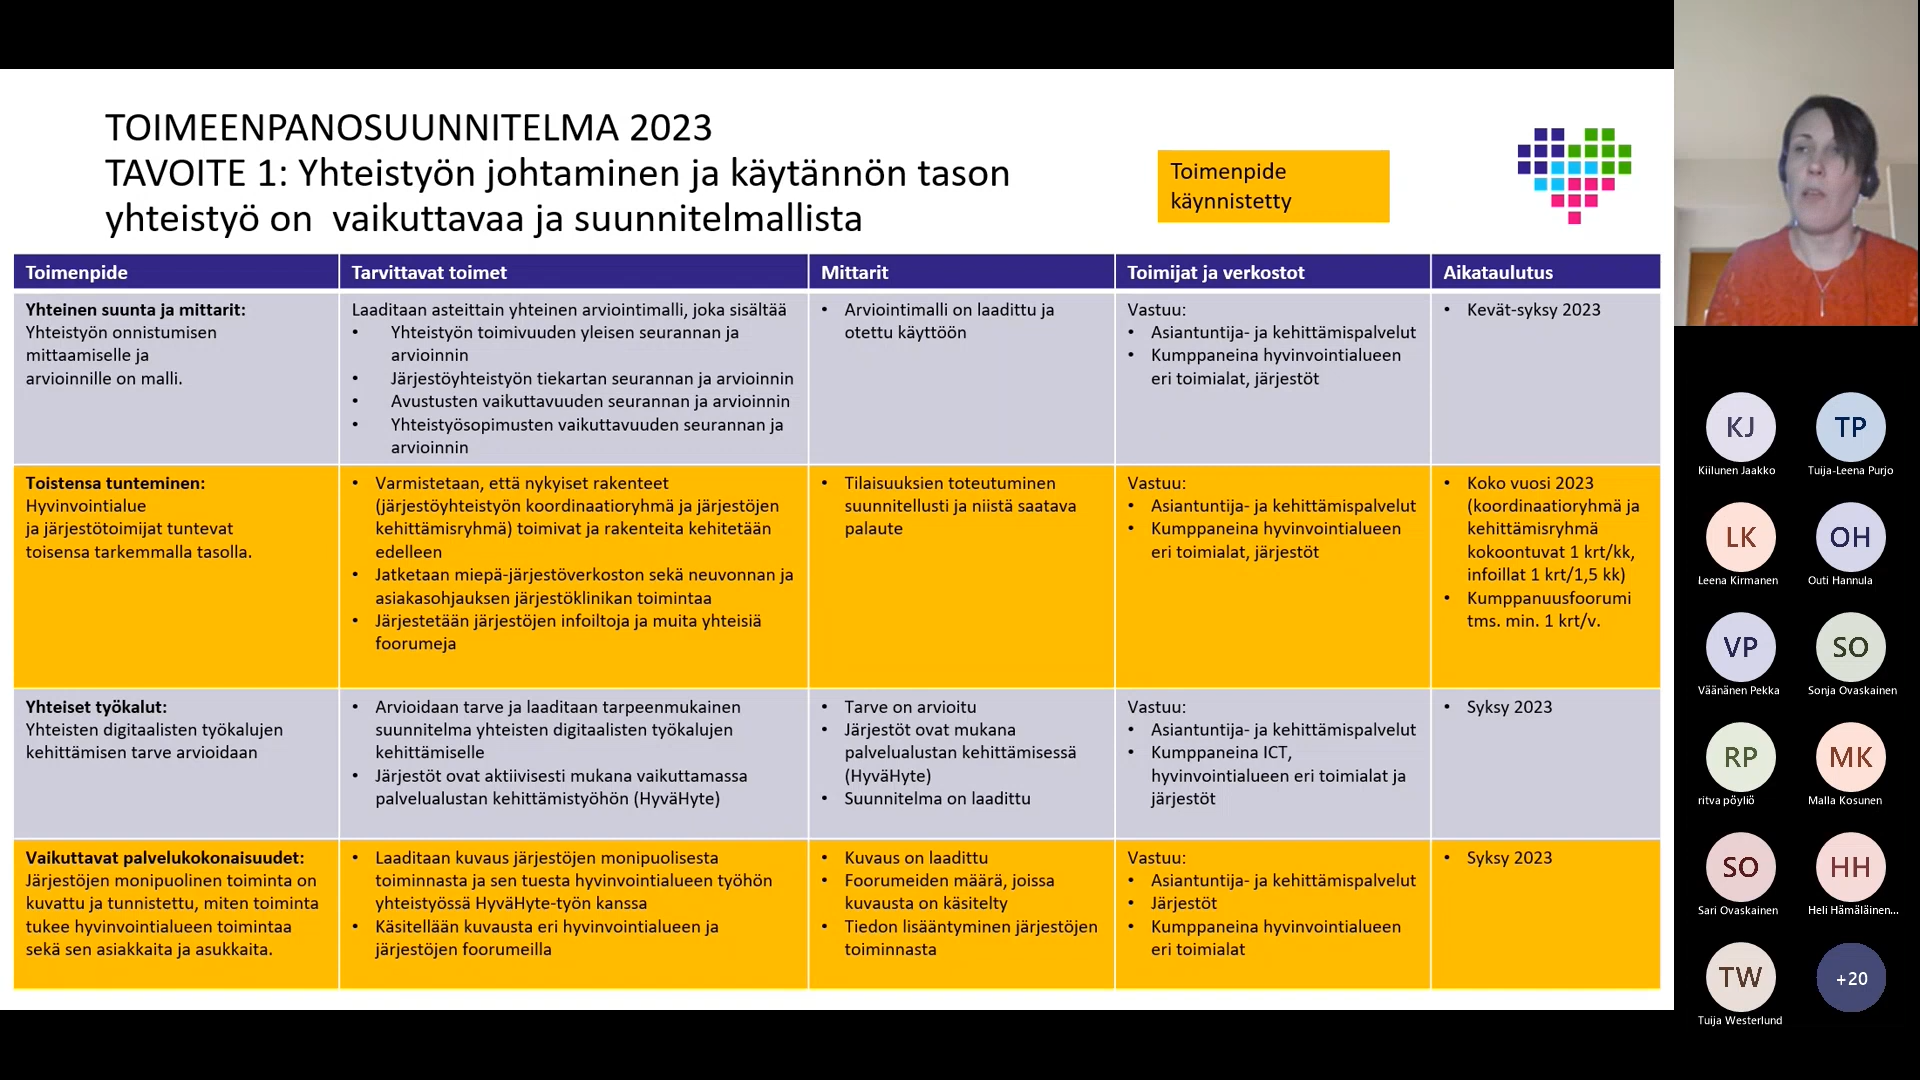 TOIMEENPANOSUUNNITELMA 2023
TAVOITE 1: Yhteistyön johtaminen ja käytännön tason
yhteistyö on  vaikuttavaa ja suunnitelmallista
Toimenpide
käynnistetty
Toimenpide
Tarvittavat toimet
Mittarit
Toimijat ja verkostot
Aikataulutus
Yhteinen suunta ja mittarit:
Yhteistyön onnistumisen
mittaamiselle ja
arvioinnille on malli.
Laaditaan asteittain yhteinen arviointimalli, joka sisältää
• Yhteistyön toimivuuden yleisen seurannan ja
arvioinnin
• Järjestöyhteistyön tiekartan seurannan ja arvioinnin
• Avustusten vaikuttavuuden seurannan ja arvioinnin
• Yhteistyösopimusten vaikuttavuuden seurannan ja
arvioinnin
• Arviointimalli on laadittu ja
otettu käyttöön
Vastuu:
• Asiantuntija- ja kehittämispalvelut
• Kumppaneina hyvinvointialueen
eri toimialat, järjestöt
• Kevät-syksy 2023
Toistensa tunteminen:
Hyvinvointialue
ja järjestötoimijat tuntevat
toisensa tarkemmalla tasolla.
• Varmistetaan, että nykyiset rakenteet
(järjestöyhteistyön koordinaatioryhmä ja järjestöjen
kehittämisryhmä) toimivat ja rakenteita kehitetään
edelleen
• Jatketaan miepä-järjestöverkoston sekä neuvonnan ja
asiakasohjauksen järjestöklinikan toimintaa
• Järjestetään järjestöjen infoiltoja ja muita yhteisiä
foorumeja
• Tilaisuuksien toteutuminen
suunnitellusti ja niistä saatava
palaute
Vastuu:
• Asiantuntija- ja kehittämispalvelut
• Kumppaneina hyvinvointialueen
eri toimialat, järjestöt
• Koko vuosi 2023
(koordinaatioryhmä ja
kehittämisryhmä
kokoontuvat 1 krt/kk,
infoillat 1 krt/1,5 kk)
• Kumppanuusfoorumi
tms. min. 1 krt/v.
Yhteiset työkalut:
Yhteisten digitaalisten työkalujen
kehittämisen tarve arvioidaan
• Arvioidaan tarve ja laaditaan tarpeenmukainen
suunnitelma yhteisten digitaalisten työkalujen
kehittämiselle
• Järjestöt ovat aktiivisesti mukana vaikuttamassa
palvelualustan kehittämistyöhön (HyväHyte)
• Tarve on arvioitu
• Järjestöt ovat mukana
palvelualustan kehittämisessä
(HyväHyte)
• Suunnitelma on laadittu
Vastuu:
• Asiantuntija- ja kehittämispalvelut
• Kumppaneina ICT,
hyvinvointialueen eri toimialat ja
järjestöt
• Syksy 2023
Vaikuttavat palvelukokonaisuudet:
Järjestöjen monipuolinen toiminta on
kuvattu ja tunnistettu, miten toiminta
tukee hyvinvointialueen toimintaa
sekä sen asiakkaita ja asukkaita.
• Laaditaan kuvaus järjestöjen monipuolisesta
toiminnasta ja sen tuesta hyvinvointialueen työhön
yhteistyössä HyväHyte-työn kanssa
• Käsitellään kuvausta eri hyvinvointialueen ja
järjestöjen foorumeilla
• Kuvaus on laadittu
• Foorumeiden määrä, joissa
kuvausta on käsitelty
• Tiedon lisääntyminen järjestöjen
toiminnasta
Vastuu:
• Asiantuntija- ja kehittämispalvelut
• Järjestöt
• Kumppaneina hyvinvointialueen
eri toimialat
• Syksy 2023
KJ
Kiilunen Jaakko
TP
Tuija-Leena Purjo
LK
Leena Kirmanen
OH
Outi Hannula
VP
Väänänen Pekka
SO
Sonja Ovaskainen
RP
ritva pöyliö
MK
Malla Kosunen
SO
Sari Ovaskainen
HH
Heli Hämäläinen...
TW
Tuija Westerlund
+20